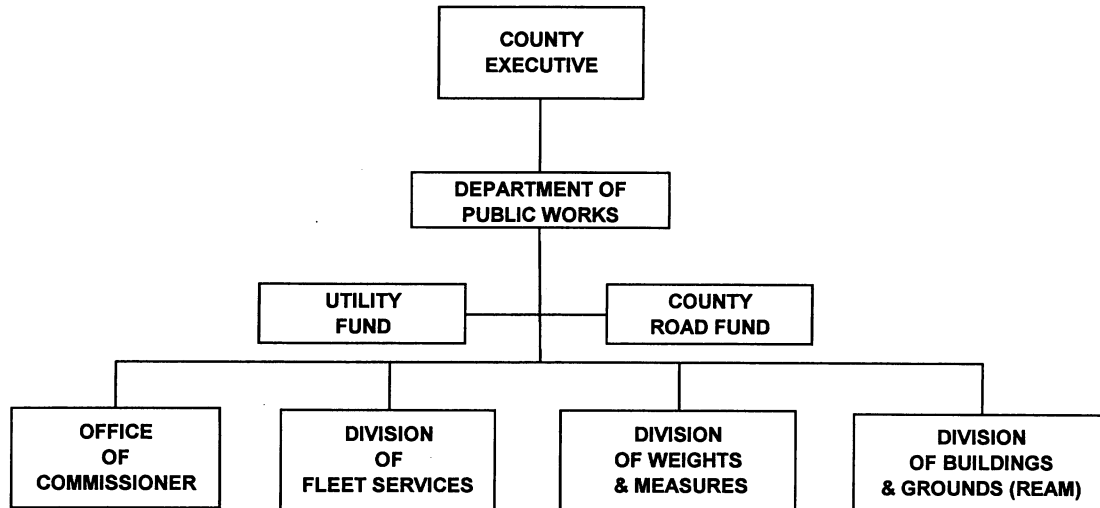 COUNTY
EXECUTIVE
DEPARTMENT OF
PUBLIC WORKS
UTILITY
FUND
COUNTY
ROAD FUND
OFFICE
OF
COMMISSIONER
DIVISION
OF
FLEET SERVICES
DIVISION
OF WEIGHTS
& MEASURES
DIVISION
OF BUILDINGS
& GROUNDS (REAM)